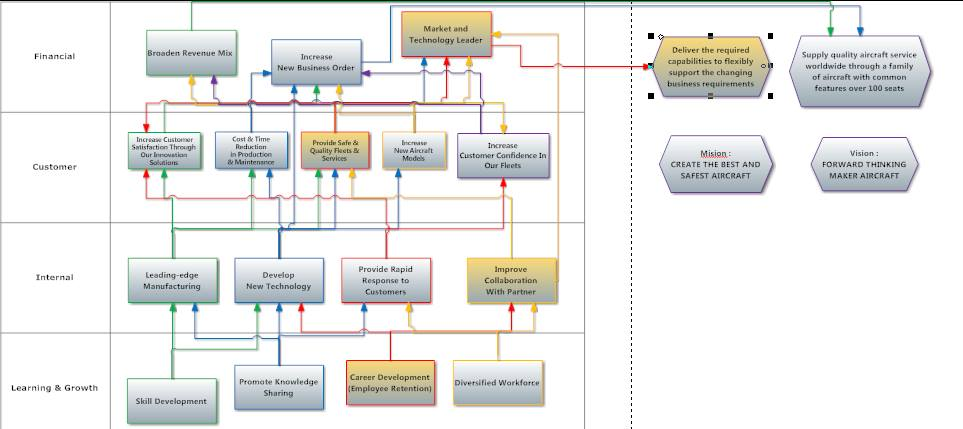 Financial
Broaden Revenue Mix
Increase
New Business Order
Market and
Technology Leader
Deliver the required
capabilities to flexibly
support the changing
business requirements
Supply quality aircraft service
worldwide through a family
of aircraft with common
features over 100 seats
Customer
Increase Customer
Satisfaction Through
Our Innovation
Solutions
Cost & Time
Reduction
in Production
& Maintenance
Provide Safe &
Quality Fleets &
Services
Increase
New Aircraft
Models
Increase
Customer Confidence In
Our Fleets
Mision :
CREATE THE BEST AND
SAFEST AIRCRAFT
Vision :
FORWARD THINKING
MAKER AIRCRAFT
Internal
Leading-edge
Manufacturing
Develop
New Technology
Provide Rapid
Response to
Customers
Improve
Collaboration
With Partner
Learning & Growth
Skill Development
Promote Knowledge
Sharing
Career Development
(Employee Retention)
Diversified Workforce